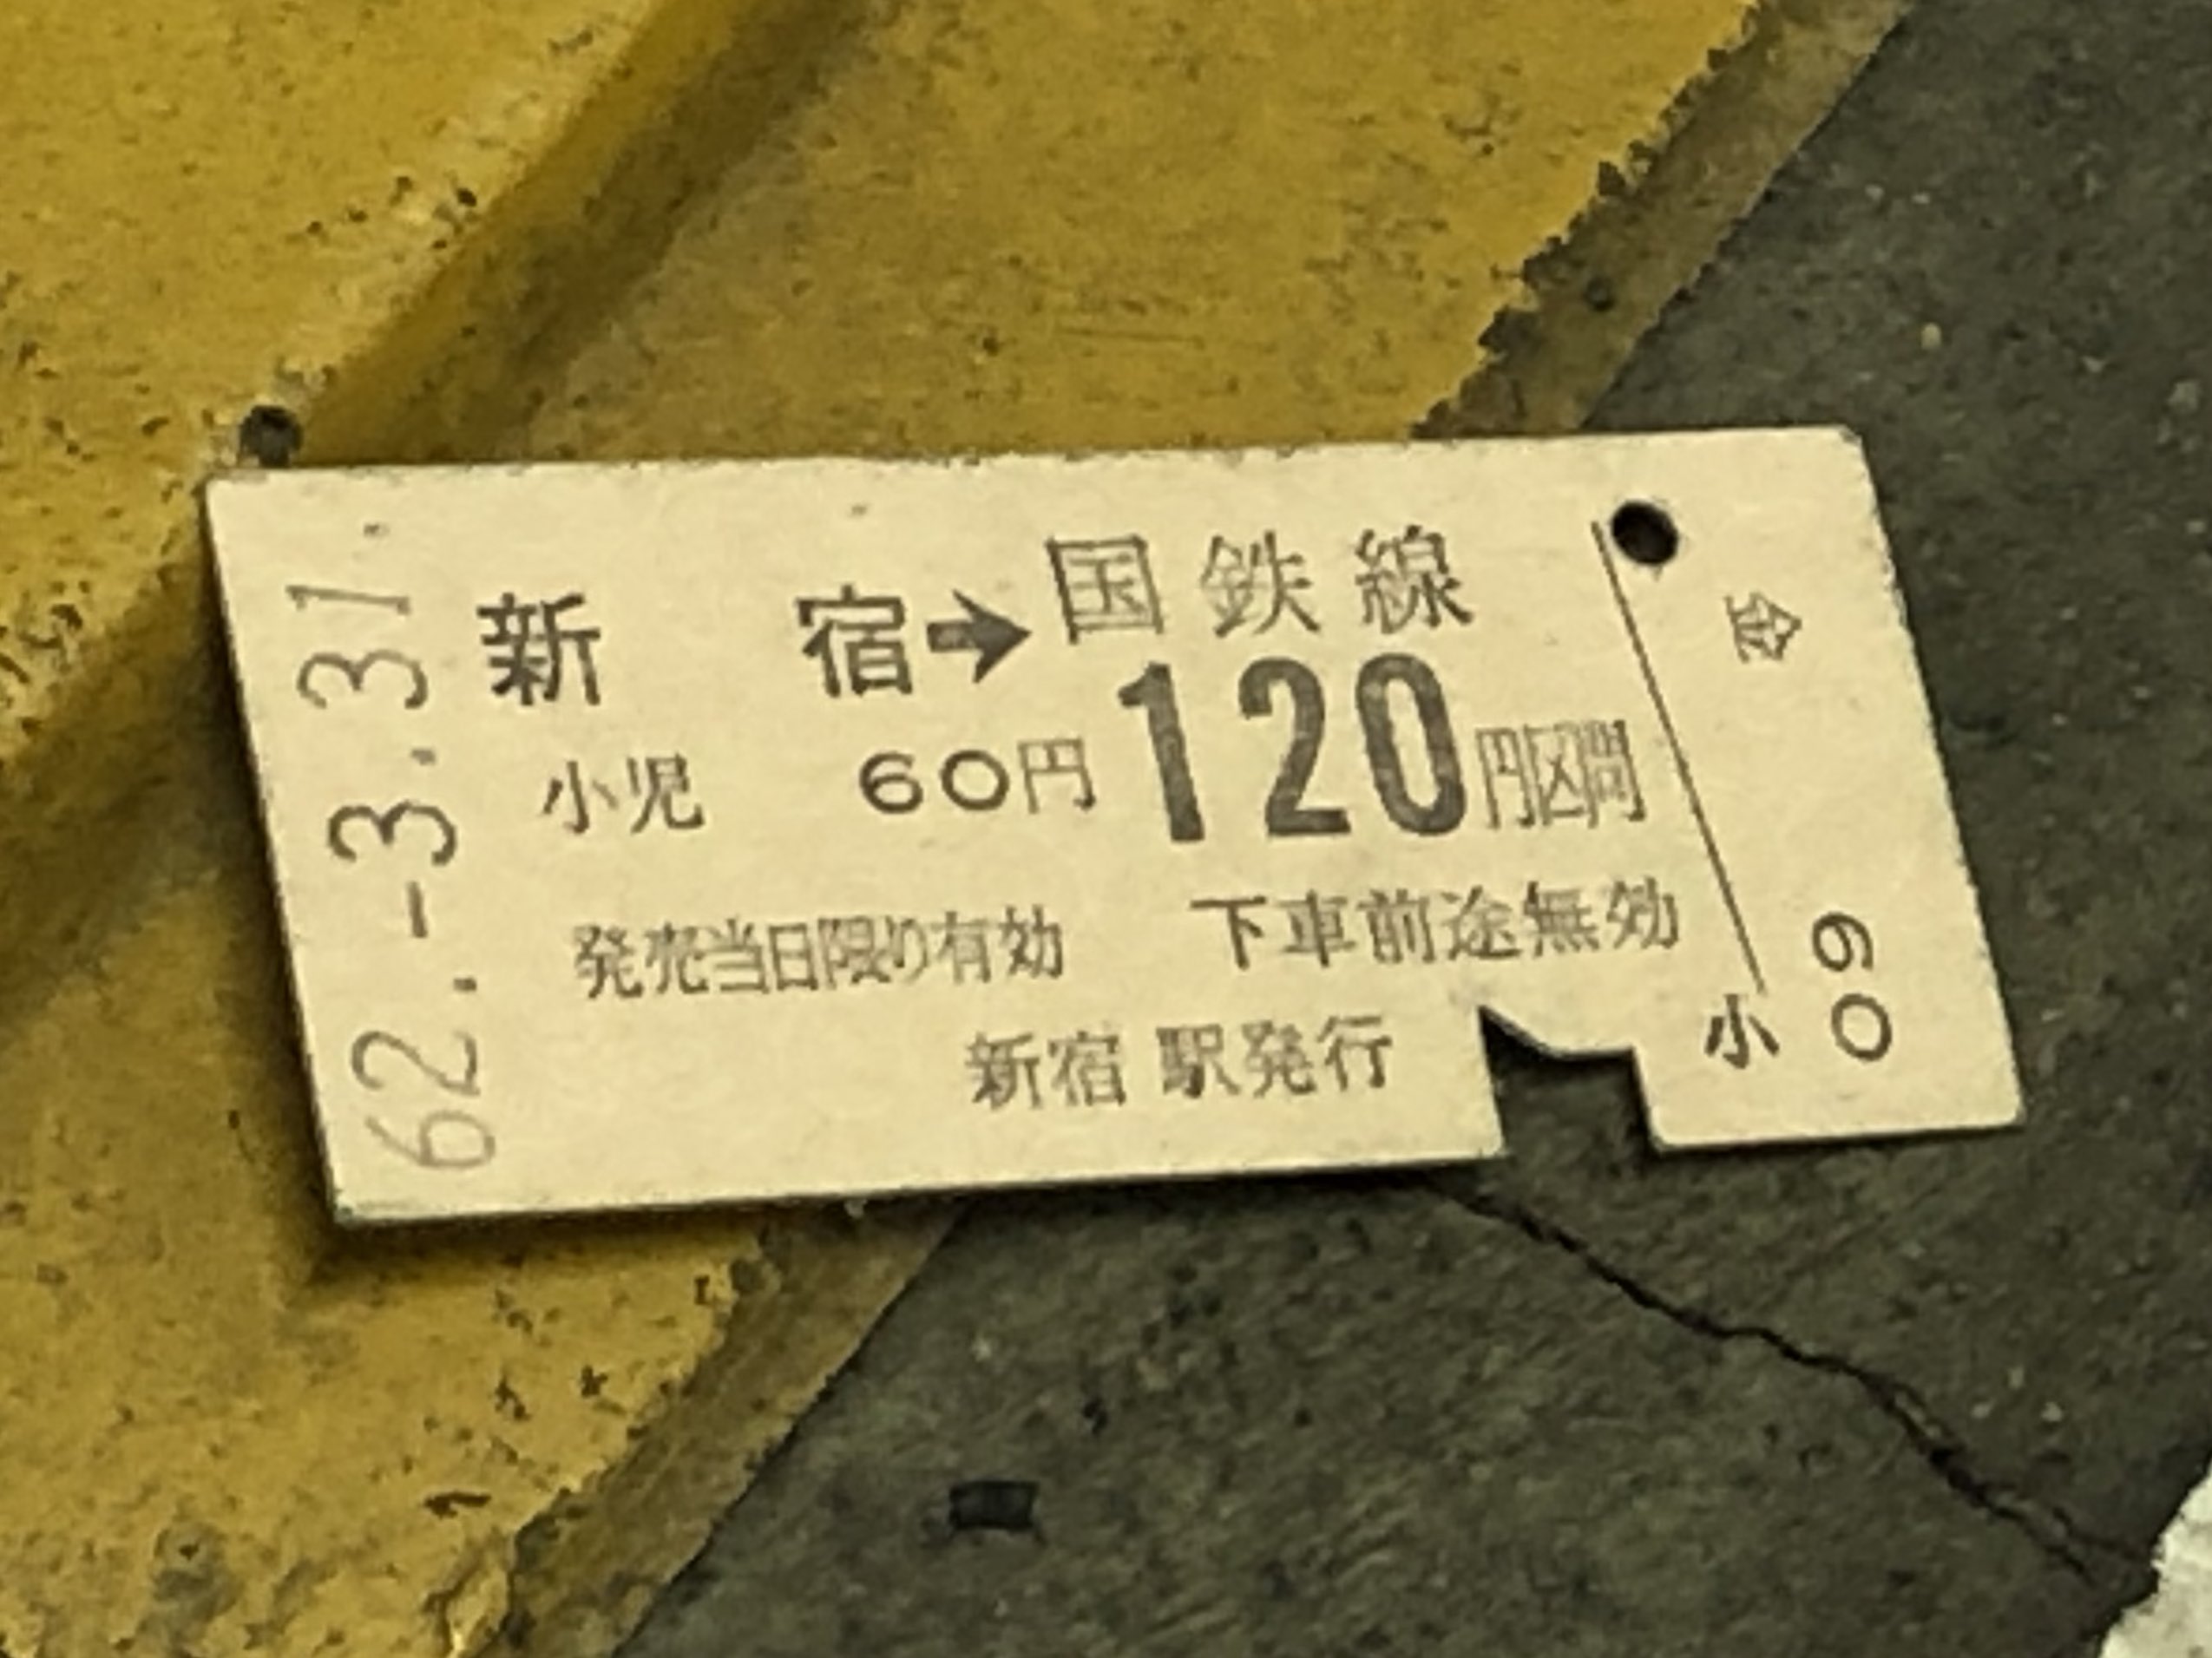 62.-3.31.
新 宿➔国鉄線
小児 60円 120円区間
発売当日限り有効 下車前途無効
新宿駅発行
小
60